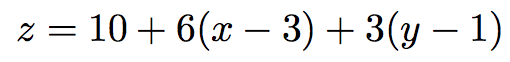 z = 10 + 6(x − 3) + 3(y − 1)